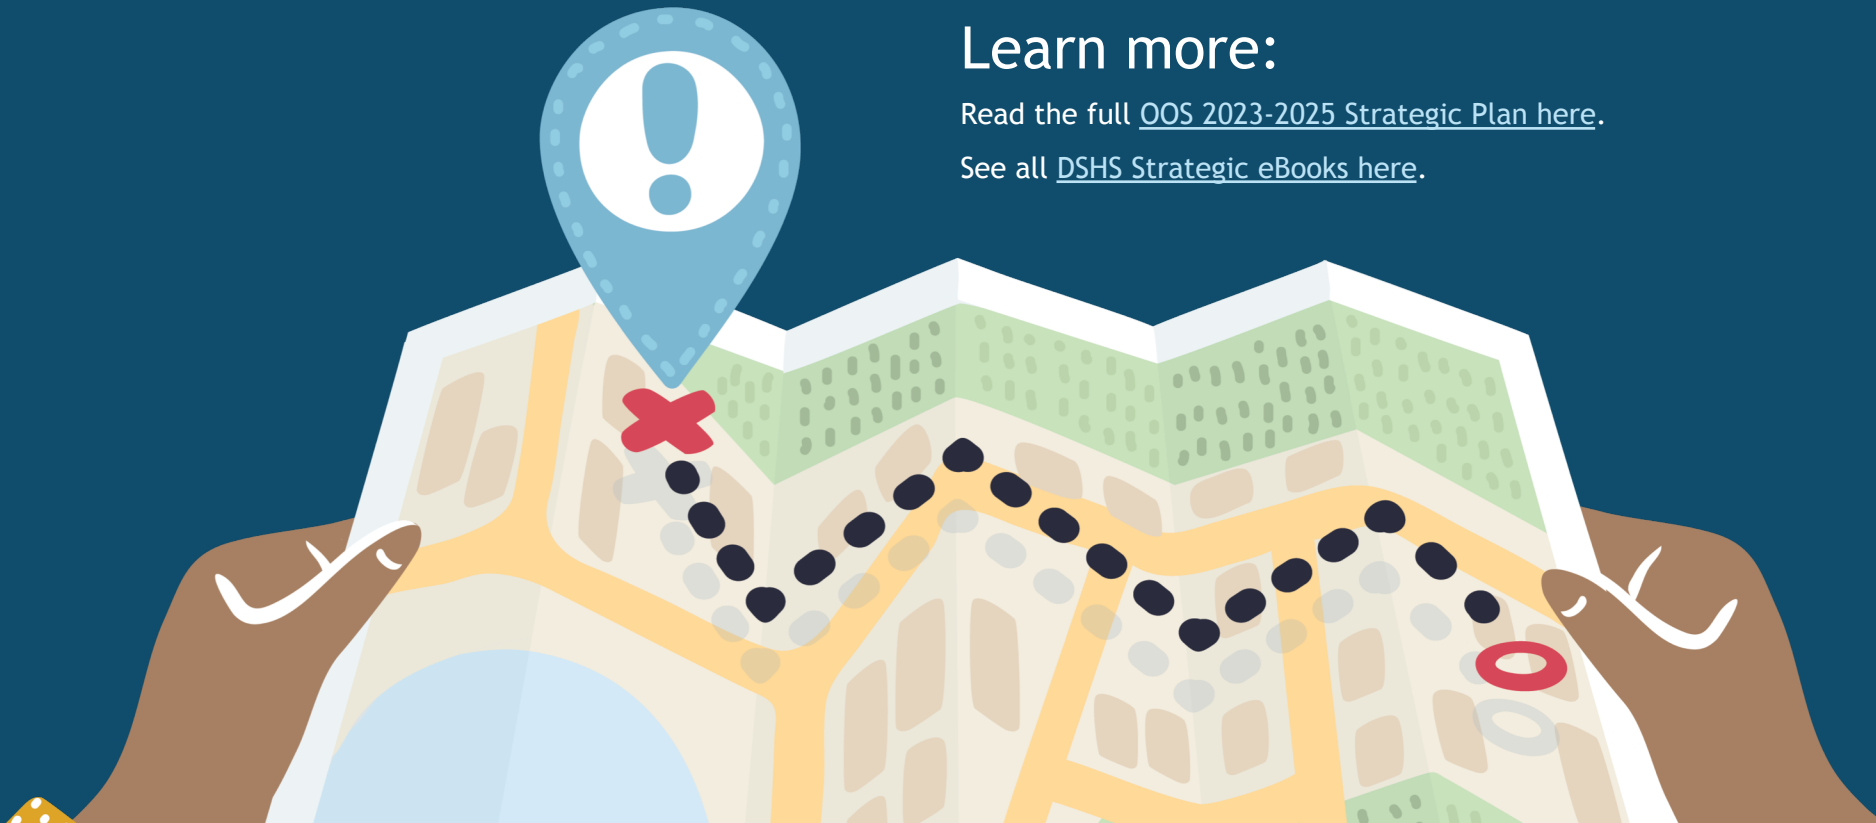 Learn more:
Read the full OOS 2023-2025 Strategic Plan here.
See all DSHS Strategic eBooks here.